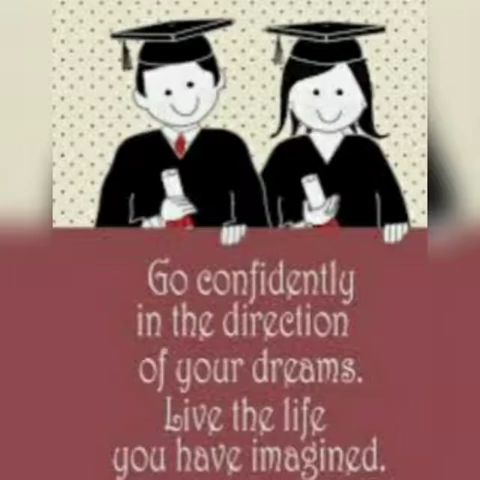 Go confidently
in the direction
of your dreams.
Live the life
you have imagined.